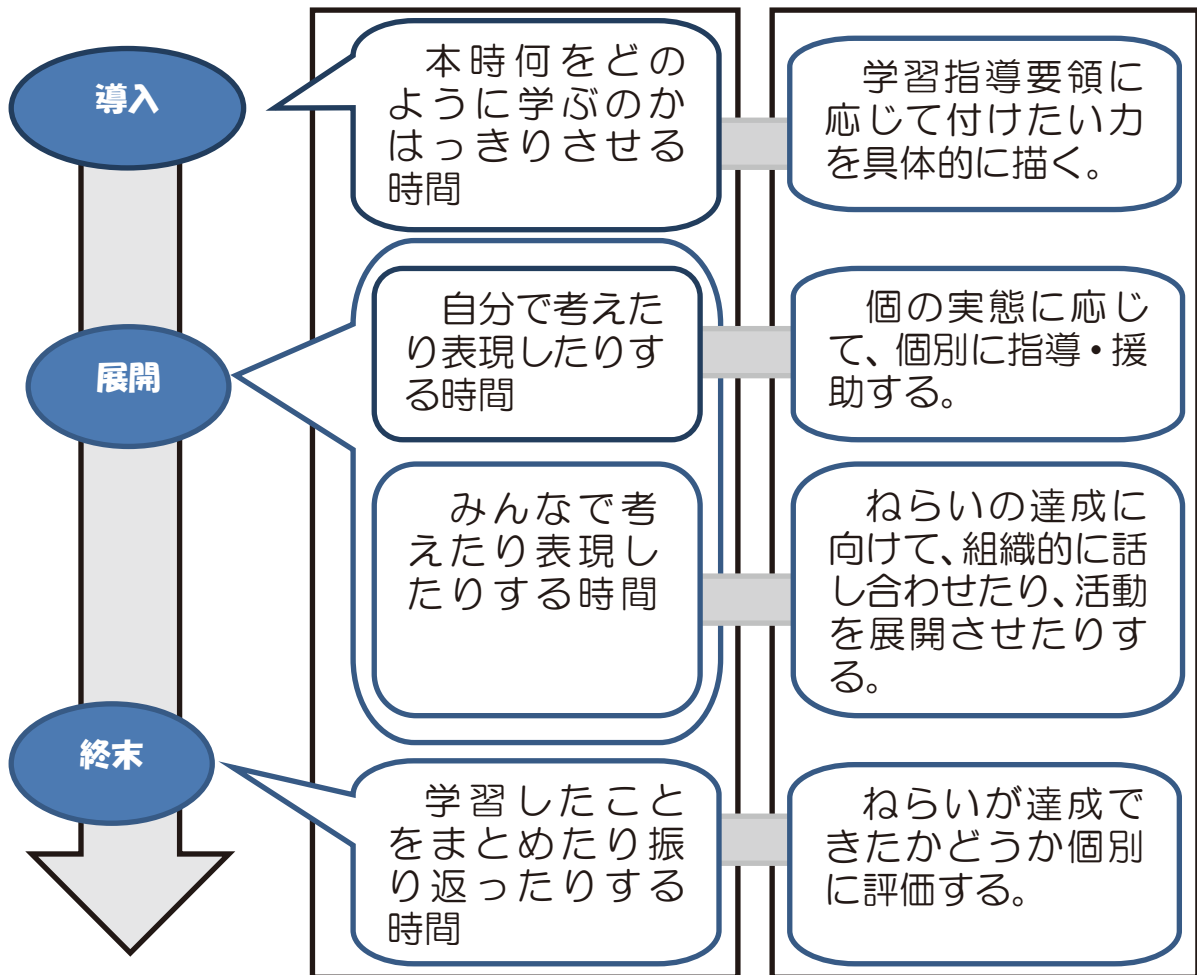 導入
本時何をどの
ように学ぶのか
はっきりさせる
時間
学習指導要領に
応じて付けたい力
を具体的に描く。
展開
自分で考えた
り表現したりす
る時間
個の実態に応じ
て、個別に指導・援
助する。
みんなで考
えたり表現し
たりする時間
ねらいの達成に
向けて、組織的に話
し合わせたり、活動
を展開させたりす
る。
終末
学習したこと
をまとめたり振
り返ったりする
時間
ねらいが達成で
きたかどうか個別
に評価する。